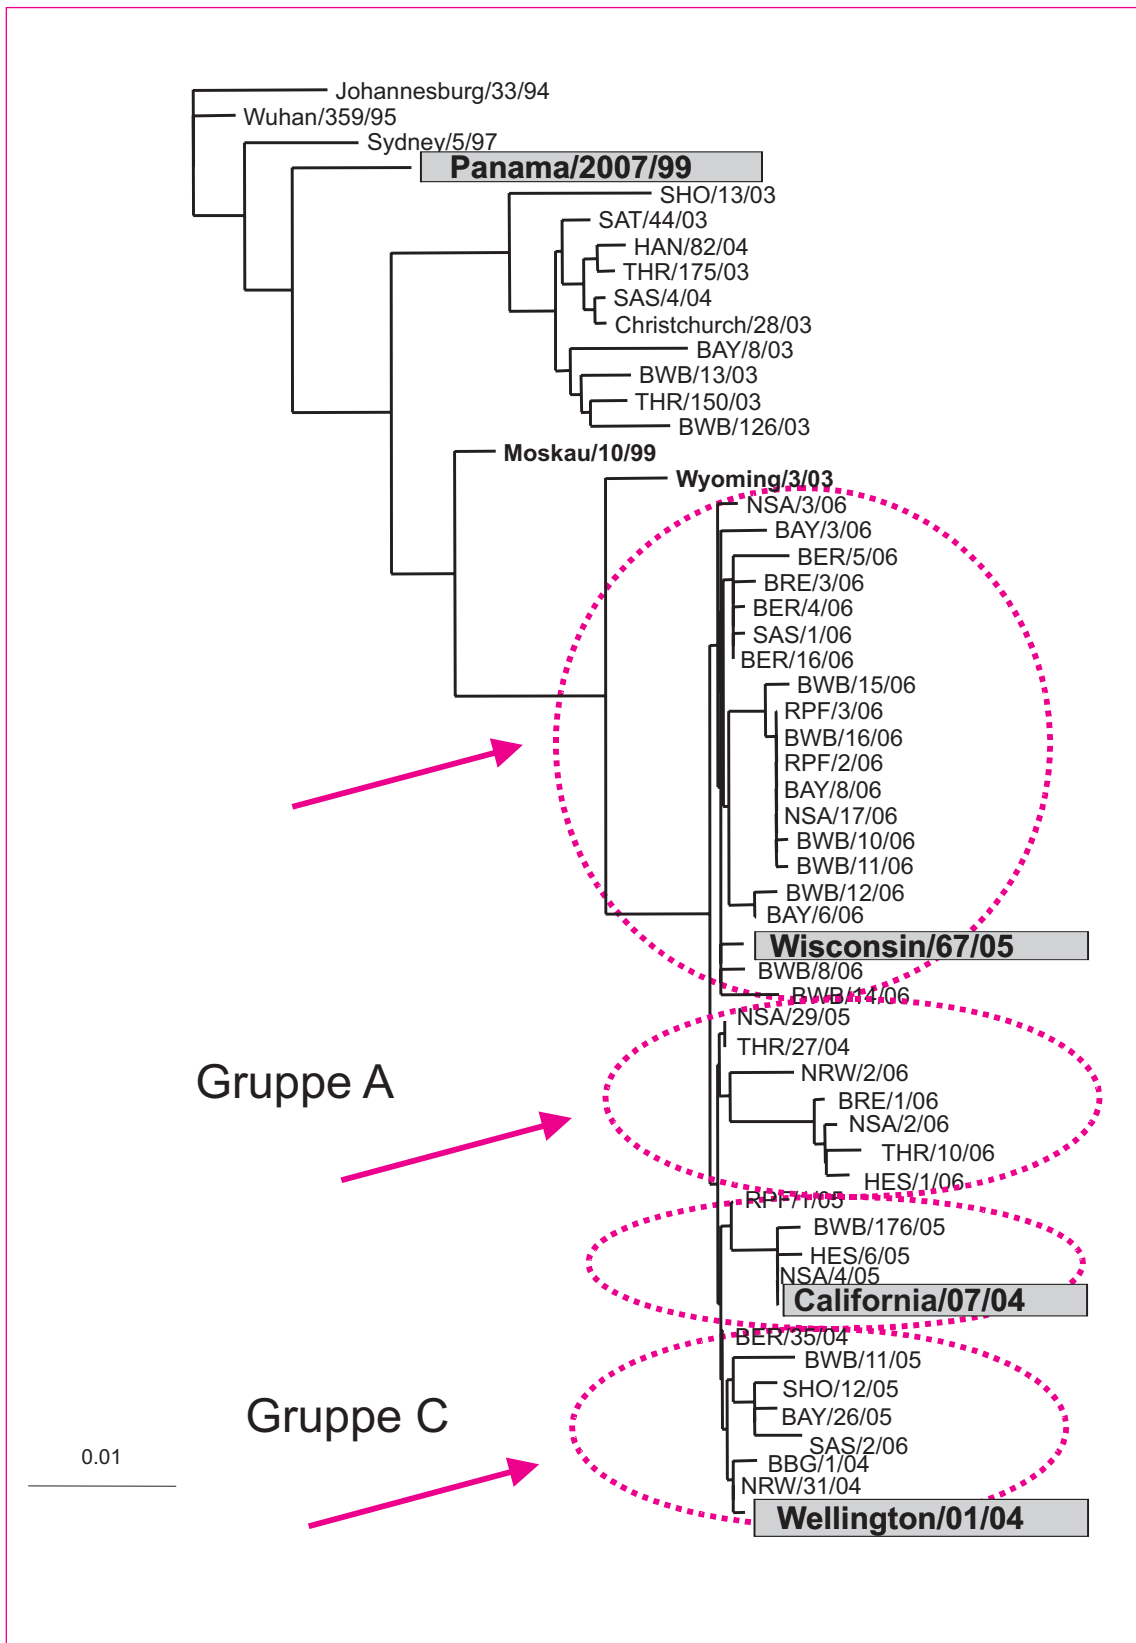 Johannesburg/33/94
Wuhan/359/95
Sydney/5/97
Panama/2007/99
SHO/13/03
SAT/44/03
HAN/82/04
THR/175/03
SAS/4/04
Christchurch/28/03
BAY/8/03
BWB/13/03
THR/150/03
BWB/126/03
Moskau/10/99
Wyoming/3/03
NSA/3/06
BAY/3/06
BER/5/06
BRE/3/06
BER/4/06
SAS/1/06
BER/16/06
BWB/15/06
RPF/3/06
BWB/16/06
RPF/2/06
BAY/8/06
NSA/17/06
BWB/10/06
BWB/11/06
BWB/12/06
BAY/6/06
Wisconsin/67/05
BWB/8/06
BWB/14/06
NSA/29/05
THR/27/04
Gruppe A
NRW/2/06
BRE/1/06
NSA/2/06
THR/10/06
HES/1/06
RPF/1/05
BWB/176/05
HES/6/05
NSA/4/05
California/07/04
BER/35/04
BWB/11/05
SHO/12/05
Gruppe C
BAY/26/05
SAS/2/06
0.01
BBG/1/04
NRW/31/04
Wellington/01/04